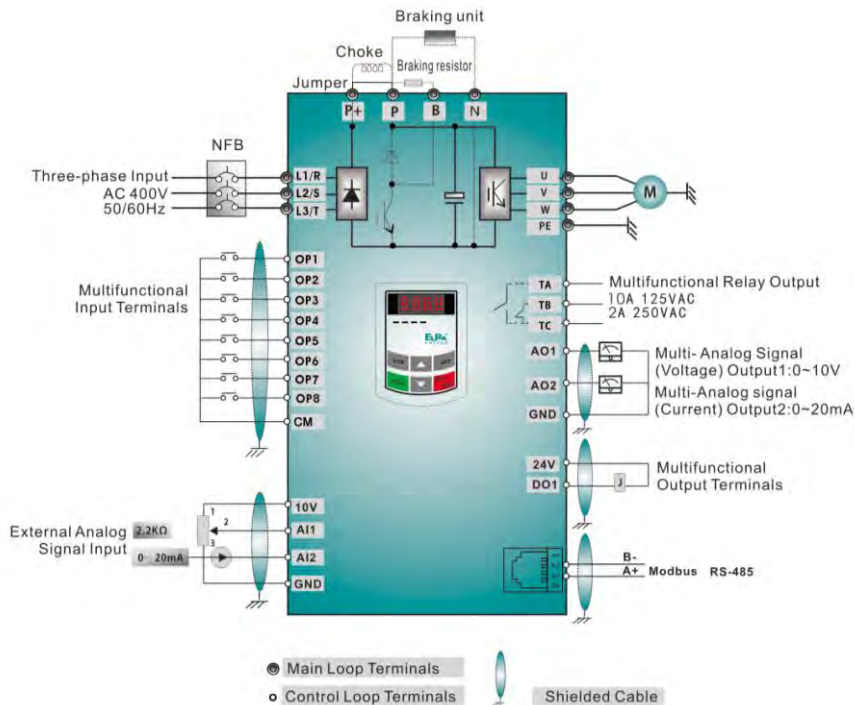 Braking unit
Choke
Braking resistor
Jumper
P+ P B N
NFB
Three-phase Input
AC 400V
50/60Hz
L1/R
L2/S
L3/T
U
V
W
PE
M
Multifunctional
Input Terminals
OP1
OP2
OP3
OP4
OP5
OP6
OP7
OP8
CM
TA
TB
TC
Multifunctional Relay Output
10A 125VAC
2A 250VAC
AO1
AO2
GND
Multi- Analog Signal
(Voltage) Output1:0~10V
Multi-Analog signal
(Current) Output2:0~20mA
24V
DO1
J
Multifunctional
Output Terminals
External Analog
Signal Input
2.2KΩ
0 20mA
1
2
3
10V
AI1
AI2
GND
B-
A+
Modbus RS-485
Main Loop Terminals
Control Loop Terminals
Shielded Cable